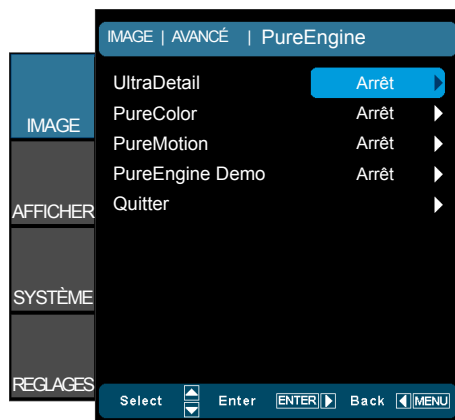 IMAGE | AVANCÉ | PureEngine
UltraDetail Arrêt
PureColor Arrêt
PureMotion Arrêt
PureEngine Demo Arrêt
Quitter
IMAGE
AFFICHER
SYSTÈME
REGLAGES
Select Enter ENTER Back MENU